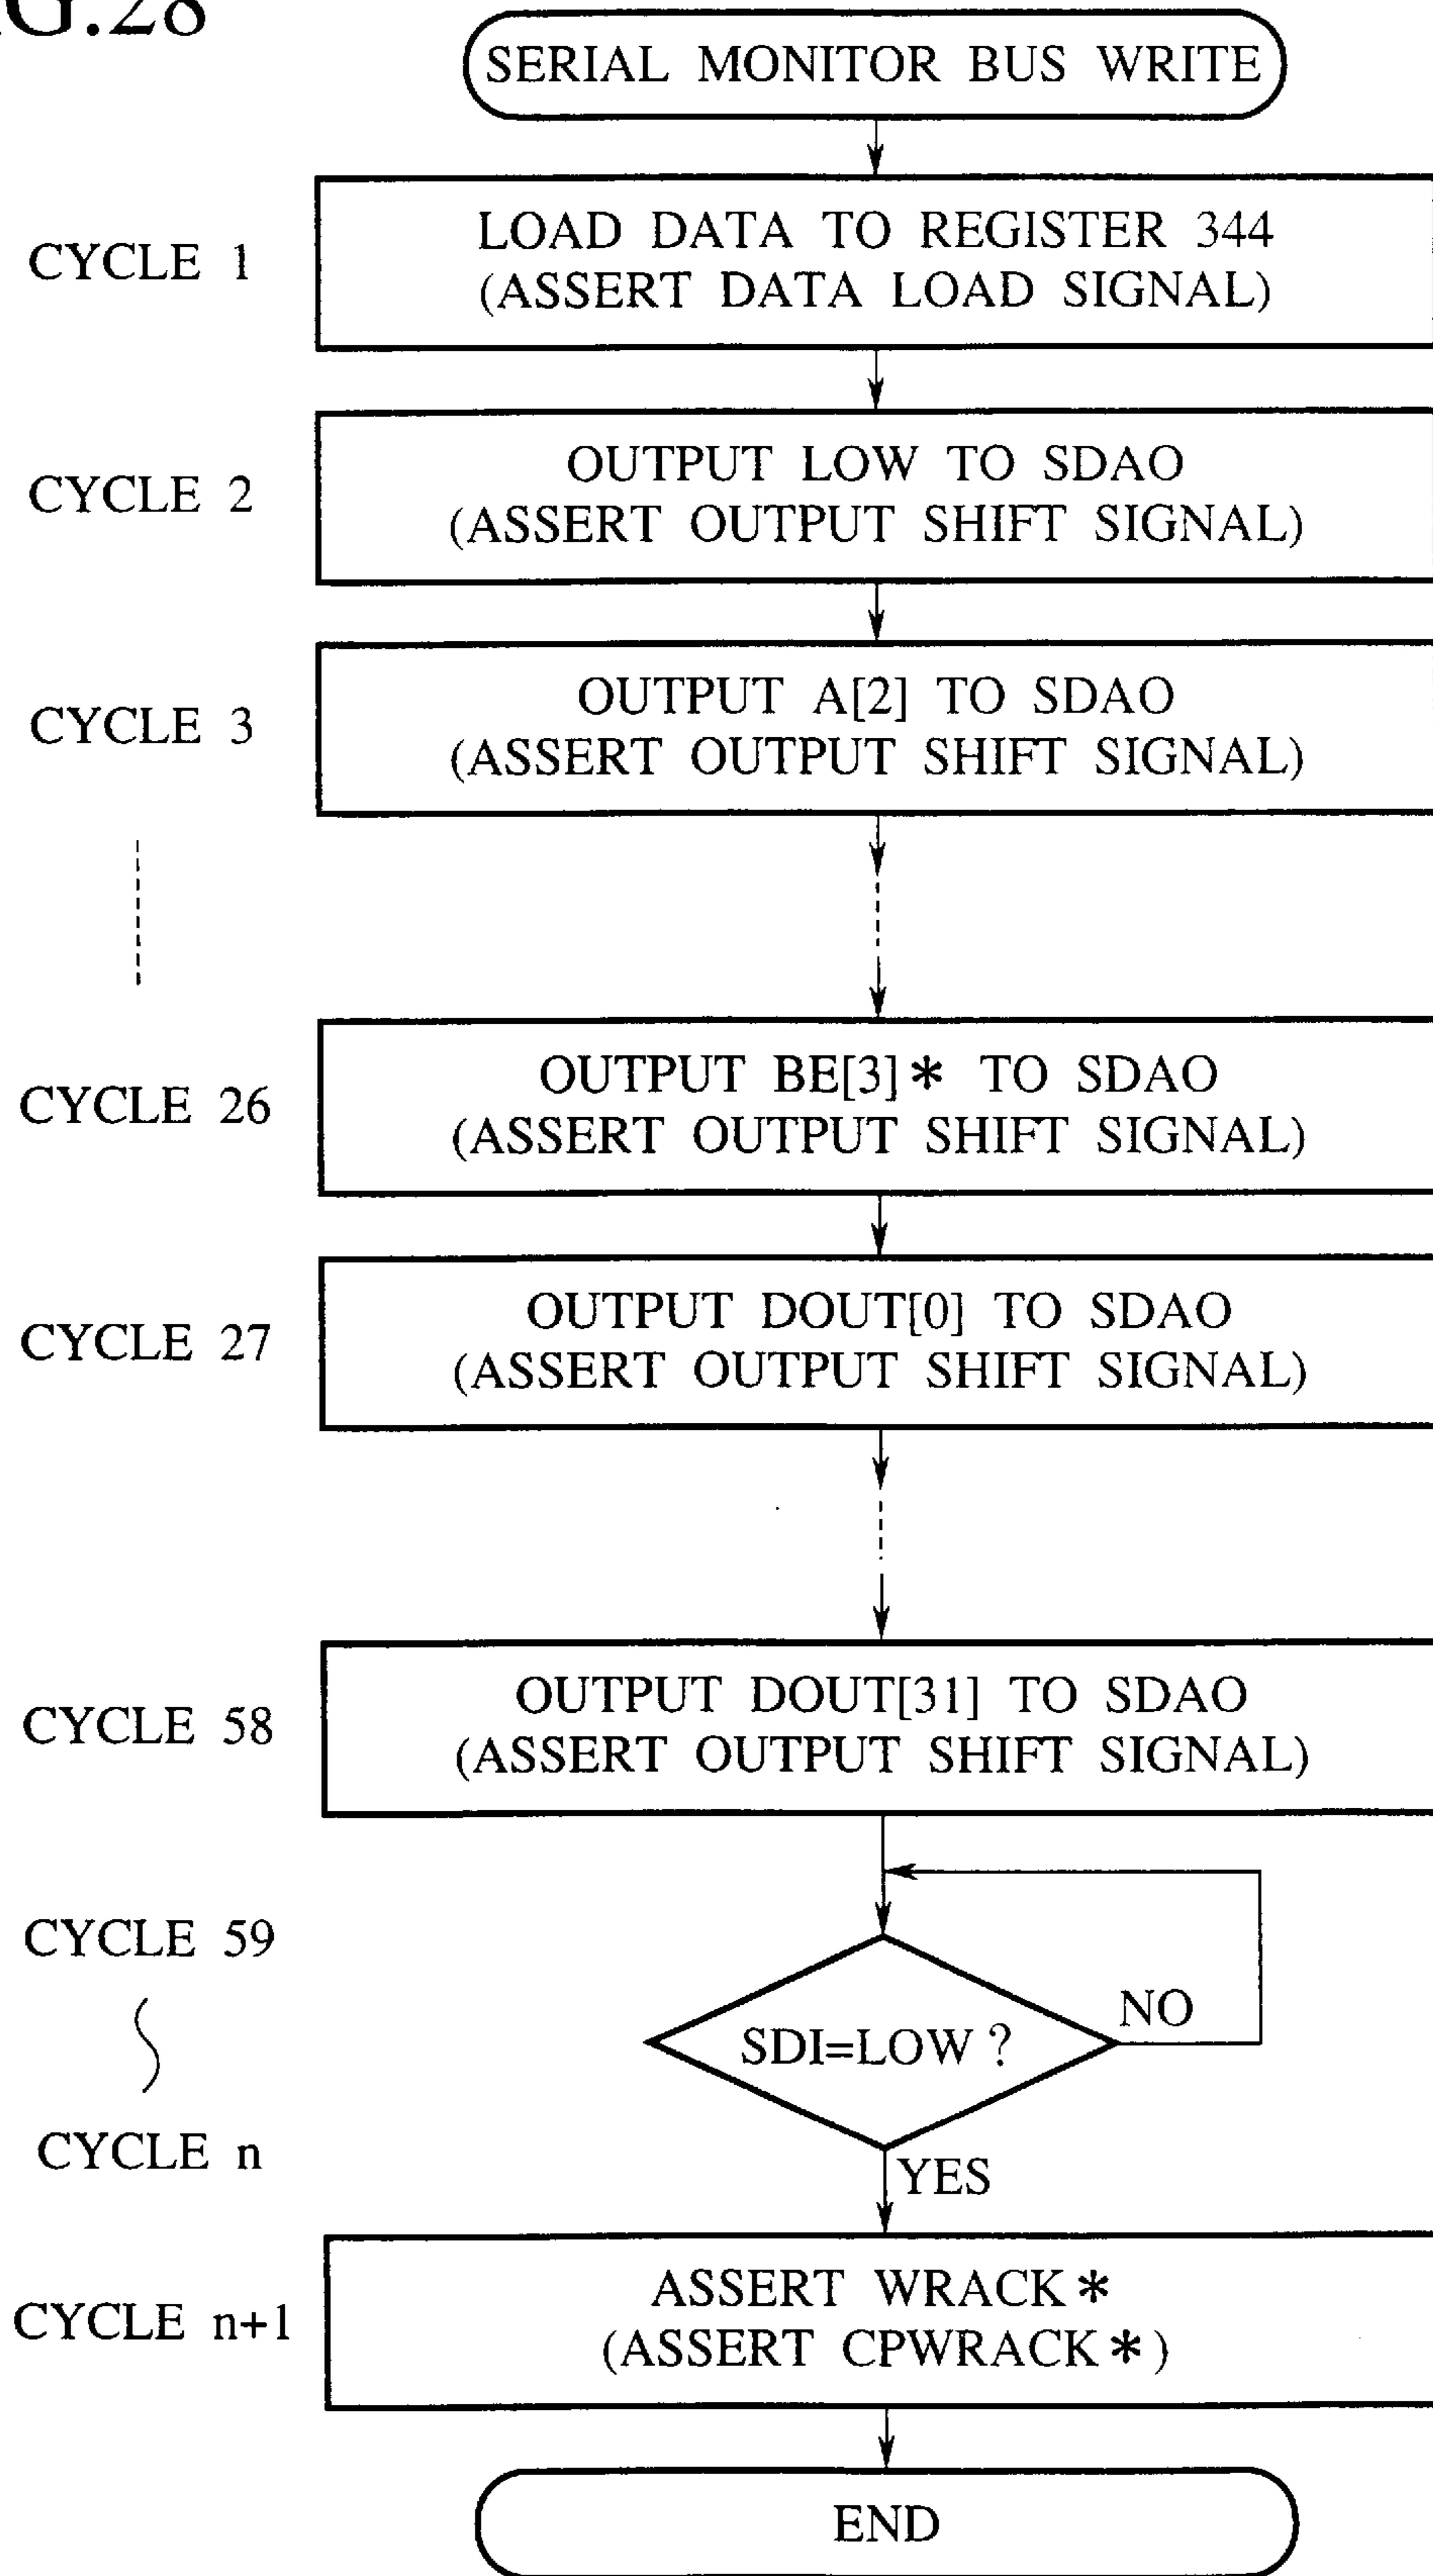 G.28
SERIAL MONITOR BUS WRITE
CYCLE 1
LOAD DATA TO REGISTER 344
(ASSERT DATA LOAD SIGNAL)
CYCLE 2
OUTPUT LOW TO SDAO
(ASSERT OUTPUT SHIFT SIGNAL)
CYCLE 3
OUTPUT A[2] TO SDAO
(ASSERT OUTPUT SHIFT SIGNAL)
CYCLE 26
OUTPUT BE[3]* TO SDAO
(ASSERT OUTPUT SHIFT SIGNAL)
CYCLE 27
OUTPUT DOUT[0] TO SDAO
(ASSERT OUTPUT SHIFT SIGNAL)
CYCLE 58
OUTPUT DOUT[31] TO SDAO
(ASSERT OUTPUT SHIFT SIGNAL)
CYCLE 59
SDI=LOW ?
NO
CYCLE n
YES
CYCLE n+1
ASSERT WRACK*
(ASSERT CPWRACK*)
END